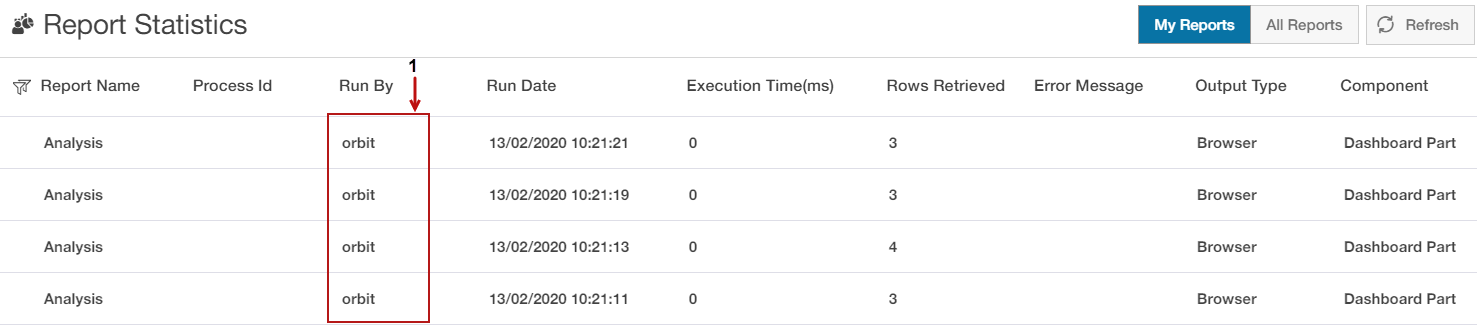 Report Statistics My Reports All Reports Refresh
1
Report Name Process Id Run By Run Date Execution Time(ms) Rows Retrieved Error Message Output Type Component
Analysis orbit 13/02/2020 10:21:21 0 3 Browser Dashboard Part
Analysis orbit 13/02/2020 10:21:19 0 3 Browser Dashboard Part
Analysis orbit 13/02/2020 10:21:13 0 4 Browser Dashboard Part
Analysis orbit 13/02/2020 10:21:11 0 3 Browser Dashboard Part